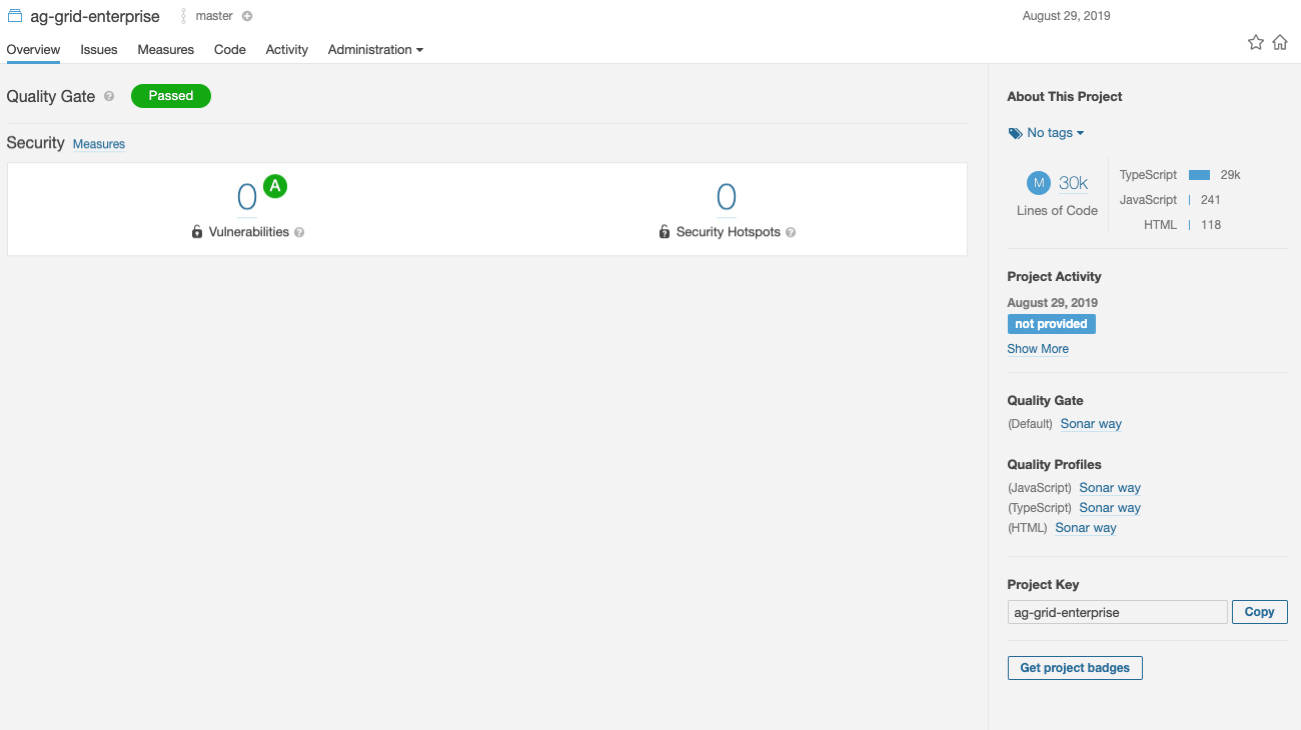 ag-grid-enterprise master August 29, 2019
Overview Issues Measures Code Activity Administration
Quality Gate ? Passed
Security Measures
0 A
Vulnerabilities ?
0
Security Hotspots ?
About This Project
No tags
M 30k
Lines of Code
TypeScript 29k
JavaScript 241
HTML 118
Project Activity
August 29, 2019
not provided
Show More
Quality Gate
(Default) Sonar way
Quality Profiles
(JavaScript) Sonar way
(TypeScript) Sonar way
(HTML) Sonar way
Project Key
ag-grid-enterprise Copy
Get project badges